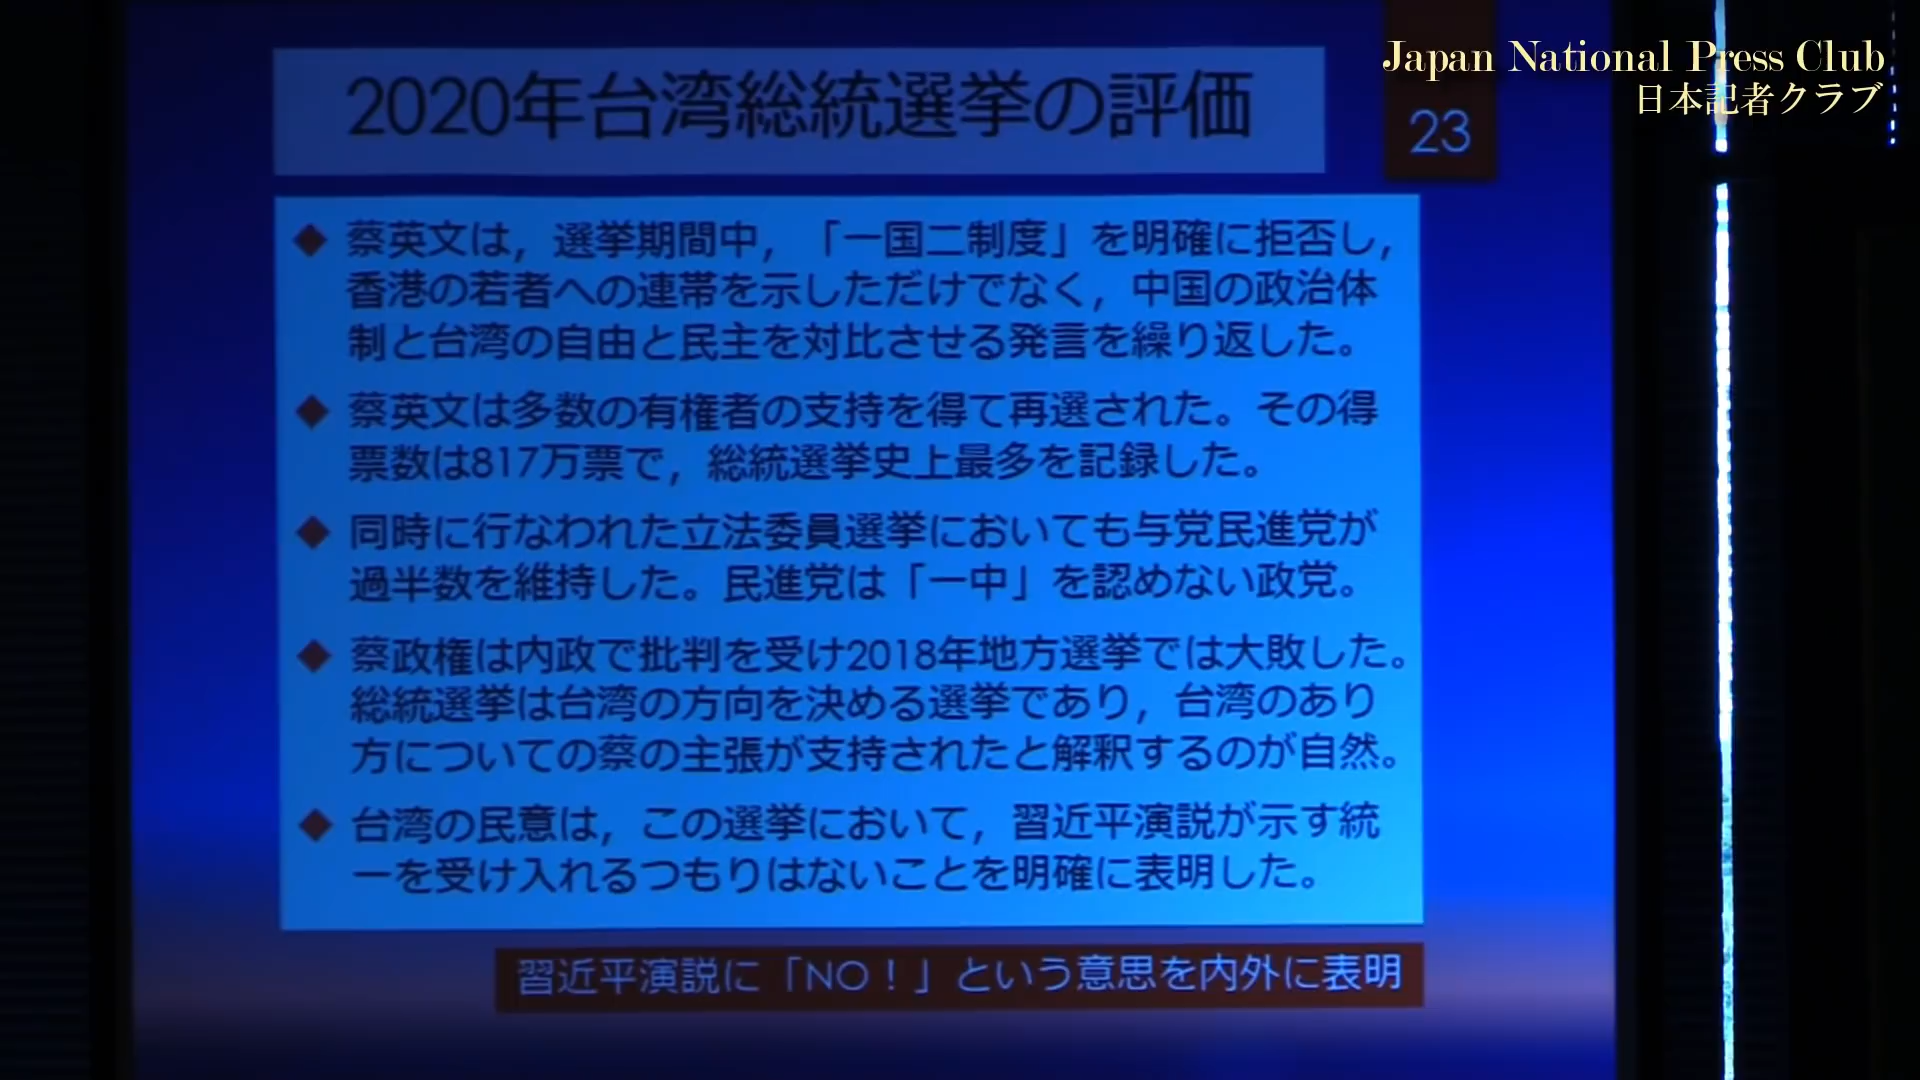 Japan National Press Club
日本記者クラブ
2020年台湾総統選挙の評価
23
◆ 蔡英文は，選挙期間中，「一国二制度」を明確に拒否し，
香港の若者への連帯を示しただけでなく，中国の政治体
制と台湾の自由と民主を対比させる発言を繰り返した。
◆ 蔡英文は多数の有権者の支持を得て再選された。その得
票数は817万票で，総統選挙史上最多を記録した。
◆ 同時に行なわれた立法委員選挙においても与党民進党が
過半数を維持した。民進党は「一中」を認めない政党。
◆ 蔡政権は内政で批判を受け2018年地方選挙では大敗した。
総統選挙は台湾の方向を決める選挙であり，台湾のあり
方についての蔡の主張が支持されたと解釈するのが自然。
◆ 台湾の民意は，この選挙において，習近平演説が示す統
一を受け入れるつもりはないことを明確に表明した。
習近平演説に「NO！」という意思を内外に表明